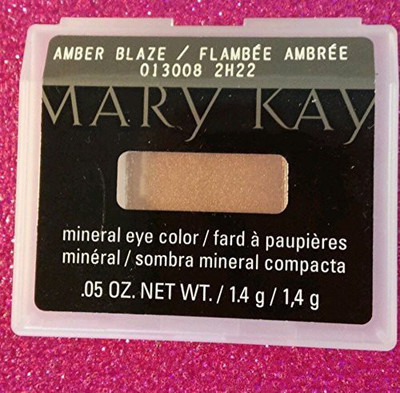 AMBER BLAZE / FLAMBÉE AMBRÉE
013008 2H22
MARY KAY
mineral eye color / fard à paupières
minéral / sombra mineral compacta
.05 OZ. NET WT. / 1.4 g / 1,4 g